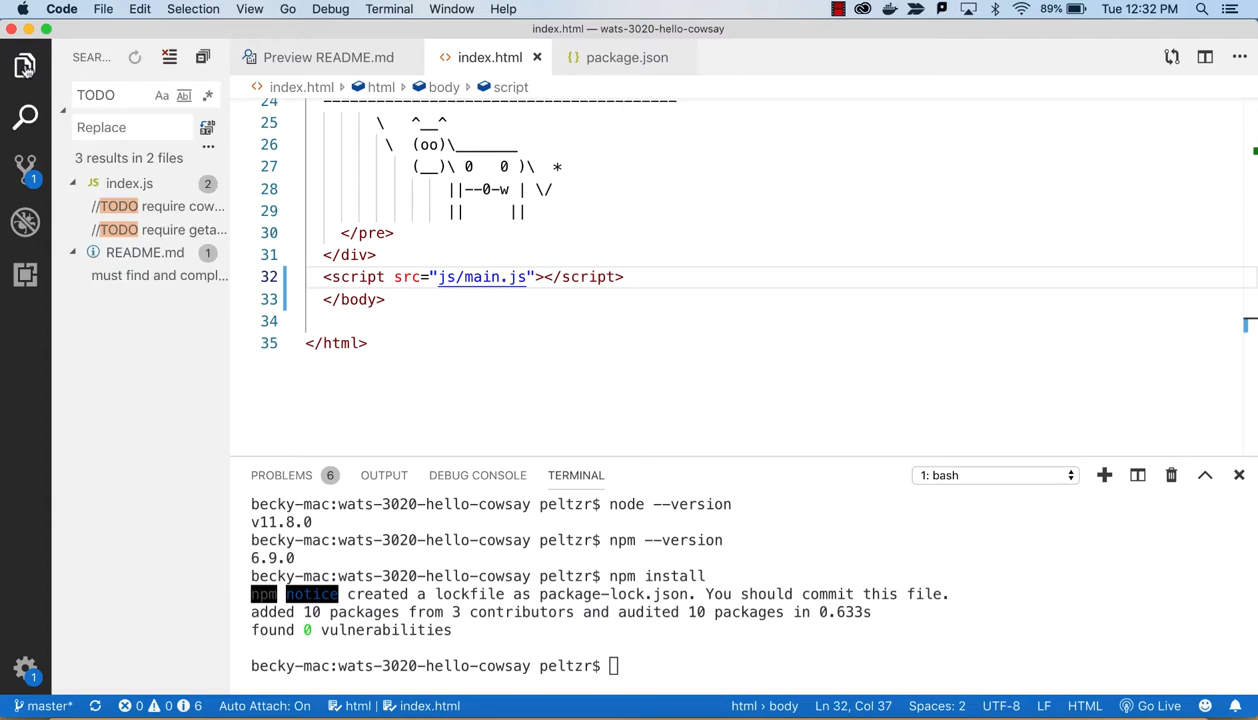 Code File Edit Selection View Go Debug Terminal Window Help 89% Tue 12:32 PM
index.html — wats-3020-hello-cowsay
SEAR...
Preview README.md
index.html
package.json
TODO
Aa Abl .*
Replace
3 results in 2 files
index.js 2
//TODO require cow...
//TODO require geta...
README.md 1
must find and compl...
1
1
index.html › html › body › script
24 ----------------------------------------
25 \ ^__^
26 \ (oo)\_______
27 (__)\ 0 0 )\ *
28 ||--0-w | \/
29 || ||
30 </pre>
31 </div>
32 <script src="js/main.js"></script>
33 </body>
34
35 </html>
PROBLEMS 6 OUTPUT DEBUG CONSOLE TERMINAL 1: bash
becky-mac:wats-3020-hello-cowsay peltzr$ node --version
v11.8.0
becky-mac:wats-3020-hello-cowsay peltzr$ npm --version
6.9.0
becky-mac:wats-3020-hello-cowsay peltzr$ npm install
npm notice created a lockfile as package-lock.json. You should commit this file.
added 10 packages from 3 contributors and audited 10 packages in 0.633s
found 0 vulnerabilities
becky-mac:wats-3020-hello-cowsay peltzr$
master* 0 0 6 Auto Attach: On html | index.html html › body Ln 32, Col 37 Spaces: 2 UTF-8 LF HTML Go Live